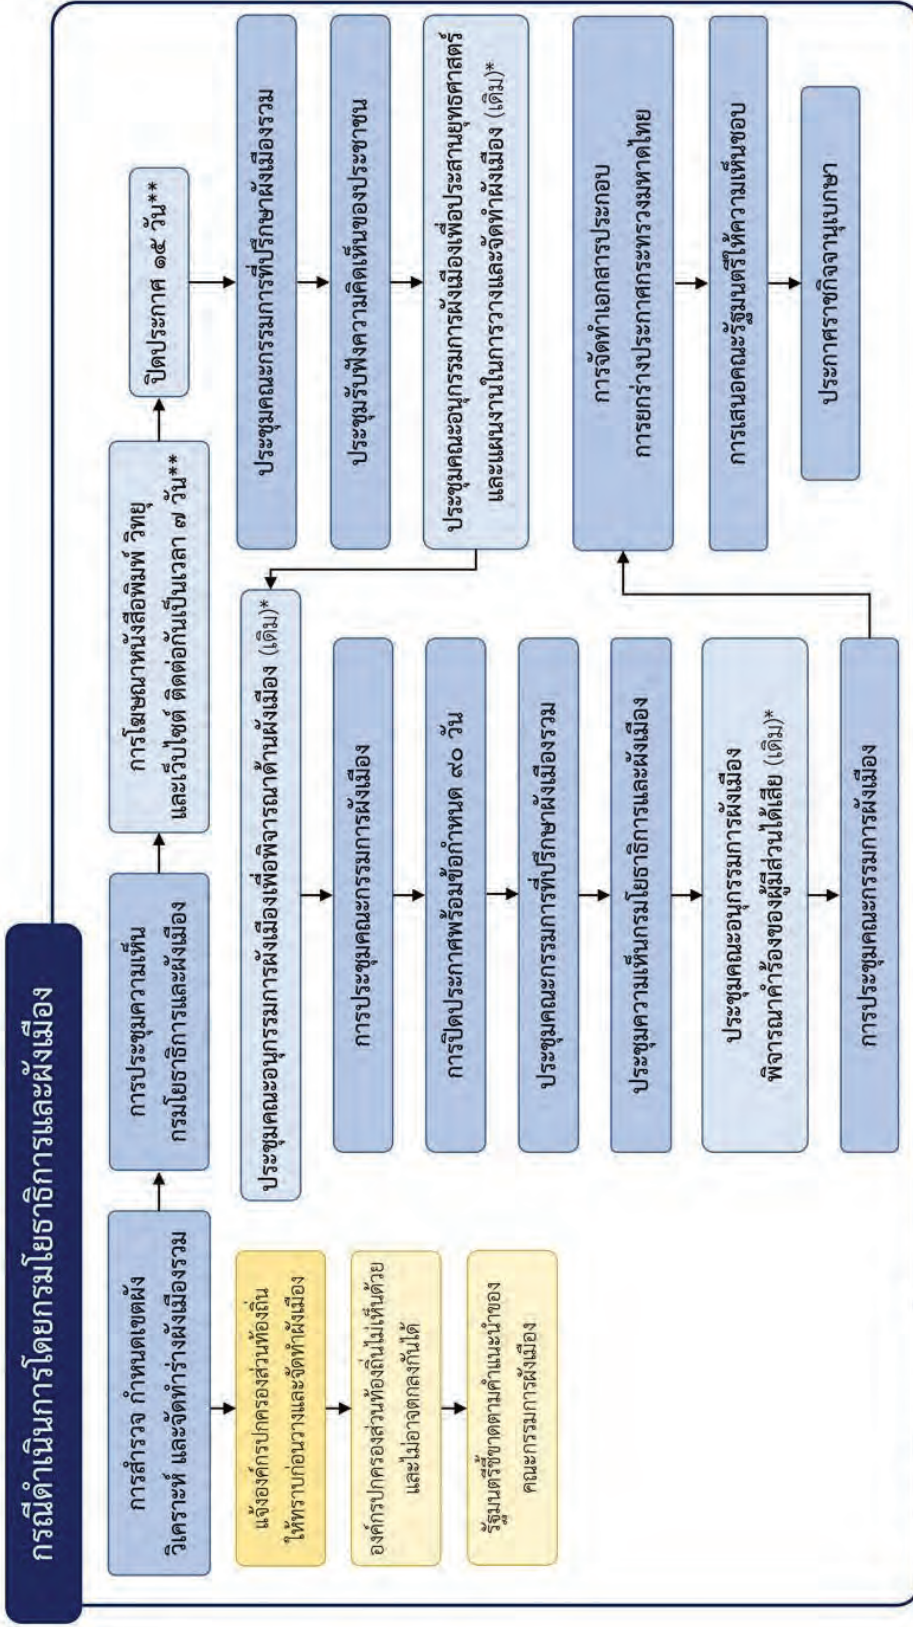 กรณีดำเนินการโดยกรมโยธาธิการและผังเมือง
การสำรวจ กำหนดเขตผัง
วิเคราะห์ และจัดทำร่างผังเมืองรวม
การประชุมความเห็น
กรมโยธาธิการและผังเมือง
การโฆษณาหนังสือพิมพ์ วิทยุ
และเว็บไซต์ ติดต่อกันเป็นเวลา ๗ วัน**
ปิดประกาศ ๑๕ วัน**
แจ้งองค์กรปกครองส่วนท้องถิ่น
ให้ทราบก่อนวางและจัดทำผังเมือง
องค์กรปกครองส่วนท้องถิ่นไม่เห็นด้วย
และไม่อาจตกลงกันได้
รัฐมนตรีชี้ขาดตามคำแนะนำของ
คณะกรรมการผังเมือง
ประชุมคณะกรรมการที่ปรึกษาผังเมืองรวม
ประชุมรับฟังความคิดเห็นของประชาชน
ประชุมคณะอนุกรรมการผังเมืองเพื่อประสานยุทธศาสตร์
และแผนงานในการวางและจัดทำผังเมือง (เดิม)*
ประชุมคณะอนุกรรมการผังเมืองเพื่อพิจารณาด้านผังเมือง (เดิม)*
การประชุมคณะกรรมการผังเมือง
การปิดประกาศพร้อมข้อกำหนด ๙๐ วัน
ประชุมคณะกรรมการที่ปรึกษาผังเมืองรวม
ประชุมความเห็นกรมโยธาธิการและผังเมือง
ประชุมคณะอนุกรรมการผังเมือง
พิจารณาคำร้องของผู้มีส่วนได้เสีย (เดิม)*
การประชุมคณะกรรมการผังเมือง
การจัดทำเอกสารประกอบ
การยกร่างประกาศกระทรวงมหาดไทย
การเสนอคณะรัฐมนตรีให้ความเห็นชอบ
ประกาศราชกิจจานุเบกษา